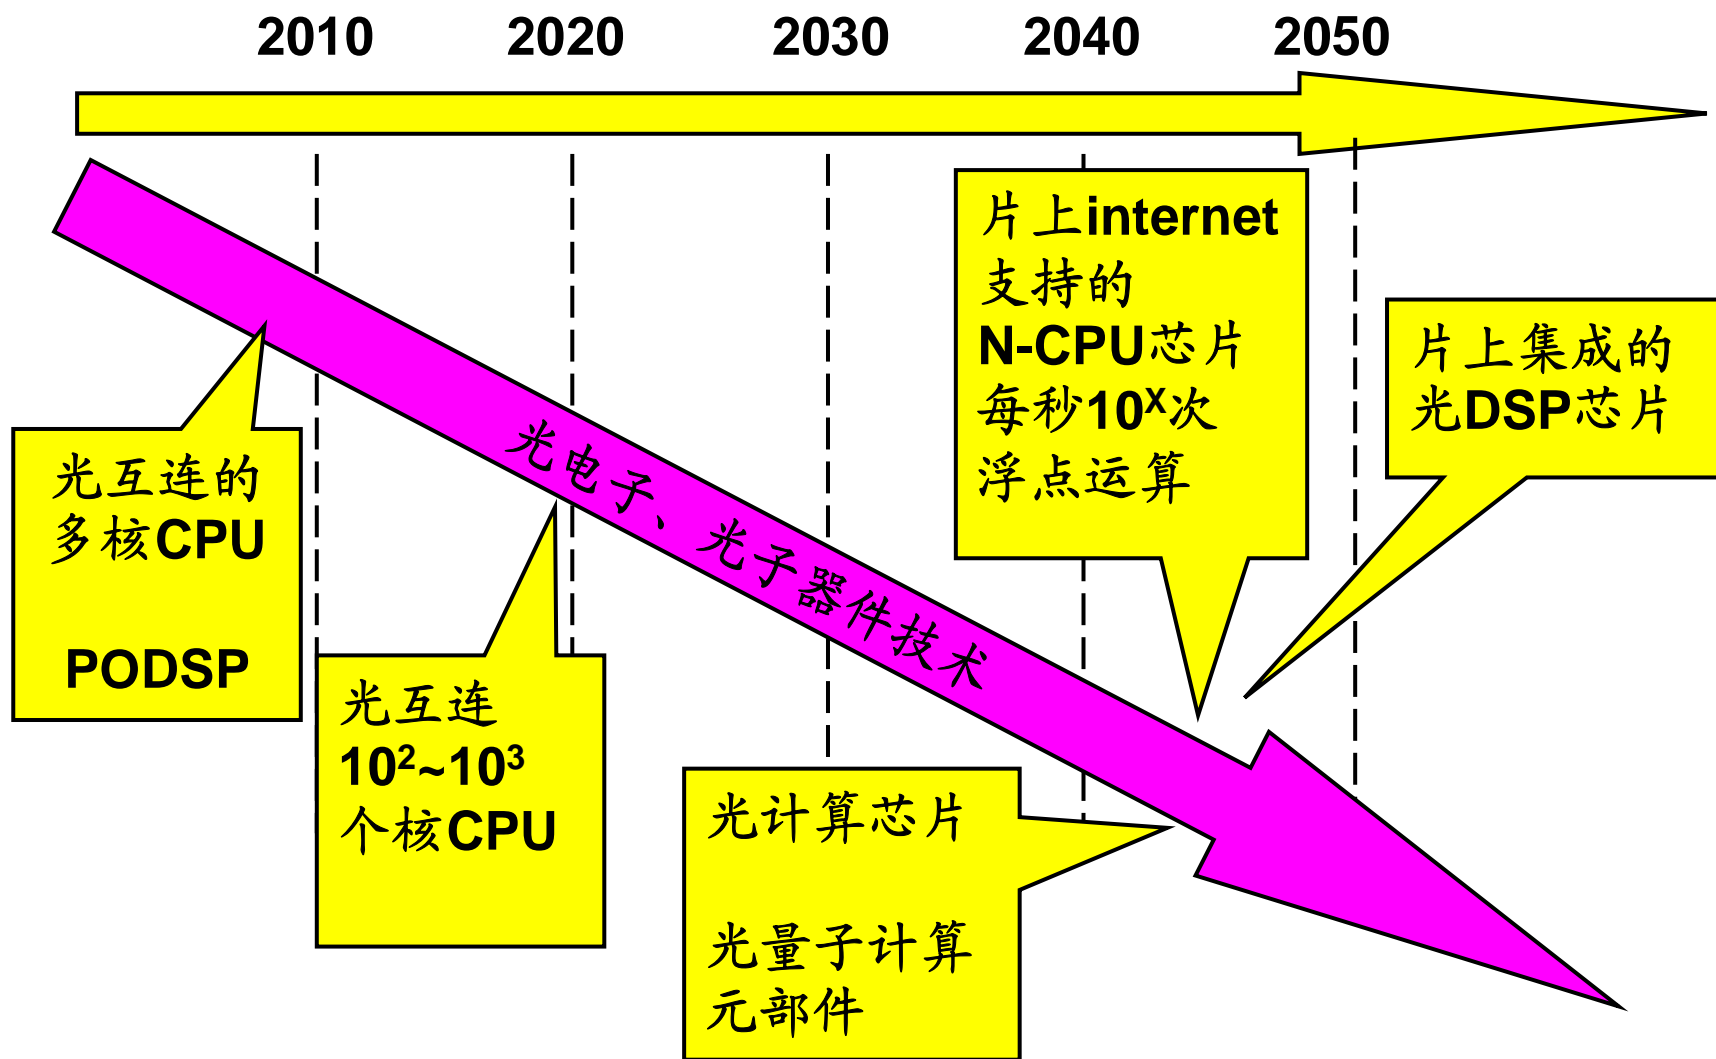 2010 2020 2030 2040 2050
片上internet
支持的
N-CPU芯片
每秒10ˣ次
浮点运算
片上集成的
光DSP芯片
光互连的
多核CPU
PODSP
光电子、光子器件技术
光互连
10²~10³
个核CPU
光计算芯片
光量子计算
元部件